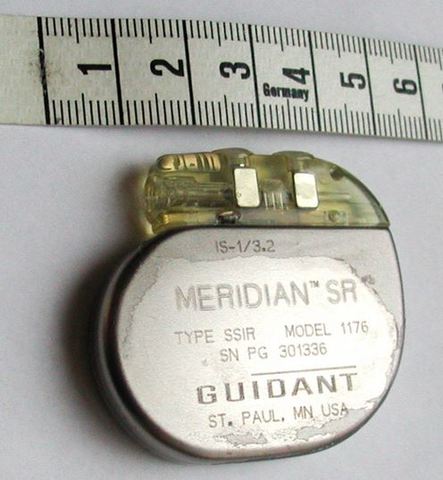 1 2 3 4 5 6
Germany
IS-1/3.2
MERIDIAN™ SR
TYPE SSIR MODEL 1176
SN PG 301336
GUIDANT
ST. PAUL, MN USA